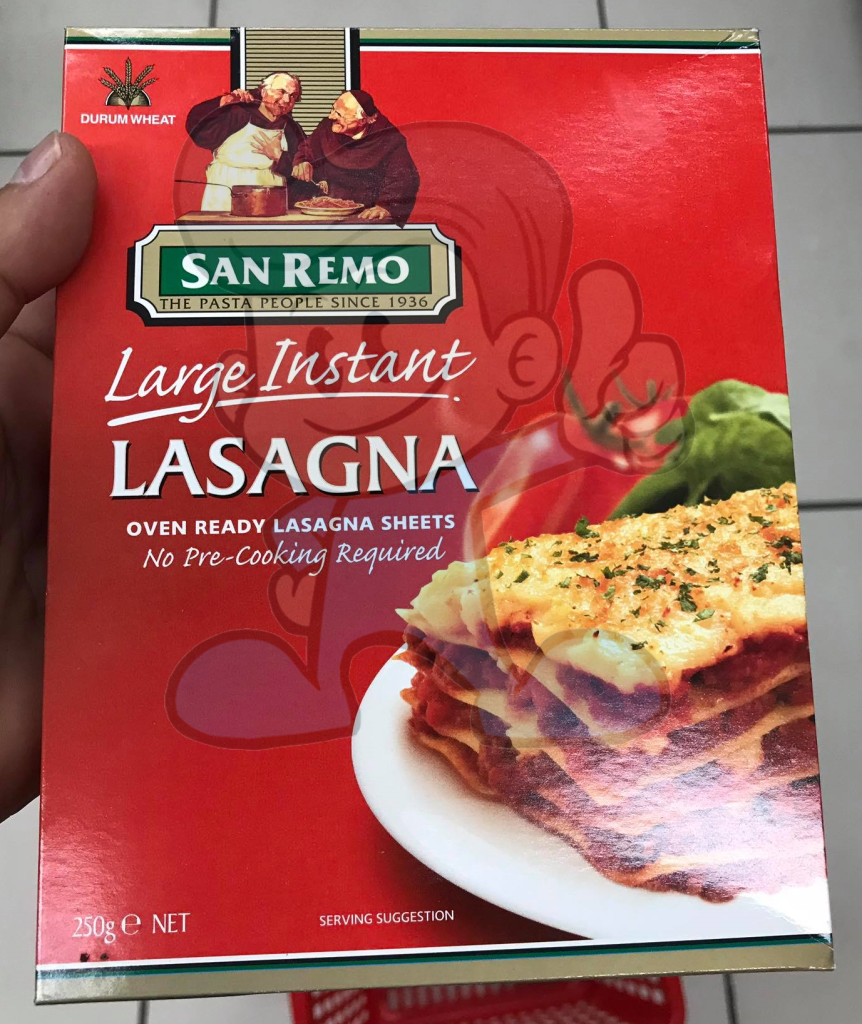 DURUM WHEAT
SAN REMO
THE PASTA PEOPLE SINCE 1936
Large Instant
LASAGNA
OVEN READY LASAGNA SHEETS
No Pre-Cooking Required
250g ℮ NET
SERVING SUGGESTION